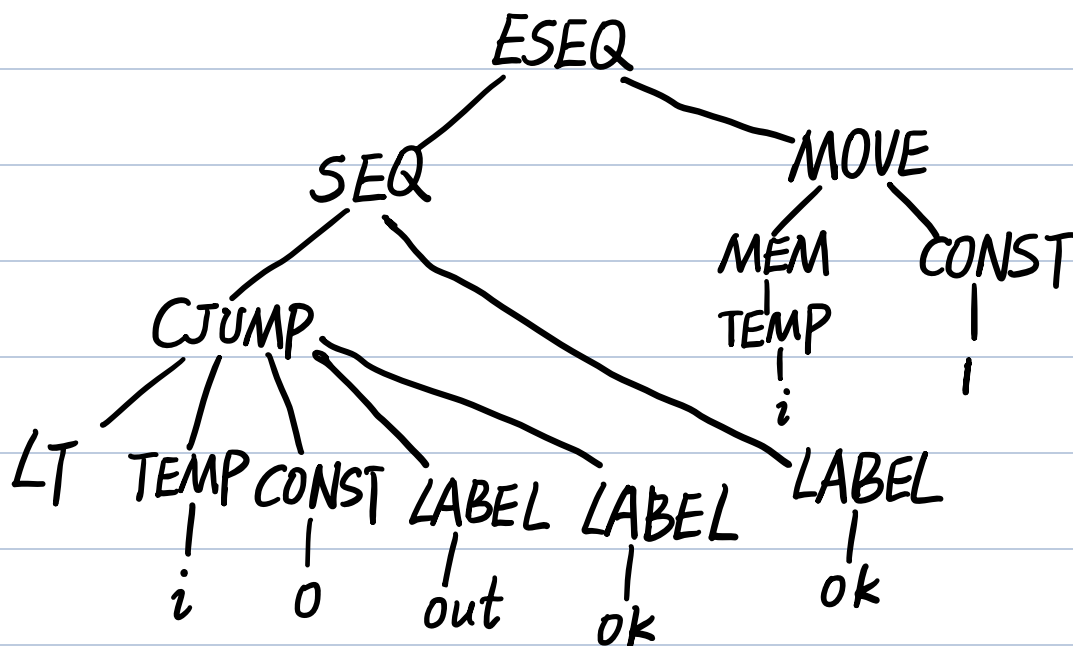 ESEQ
SEQ MOVE
MEM CONST
CJUMP TEMP 1
i
LT TEMP CONST LABEL LABEL LABEL
i 0 out ok ok